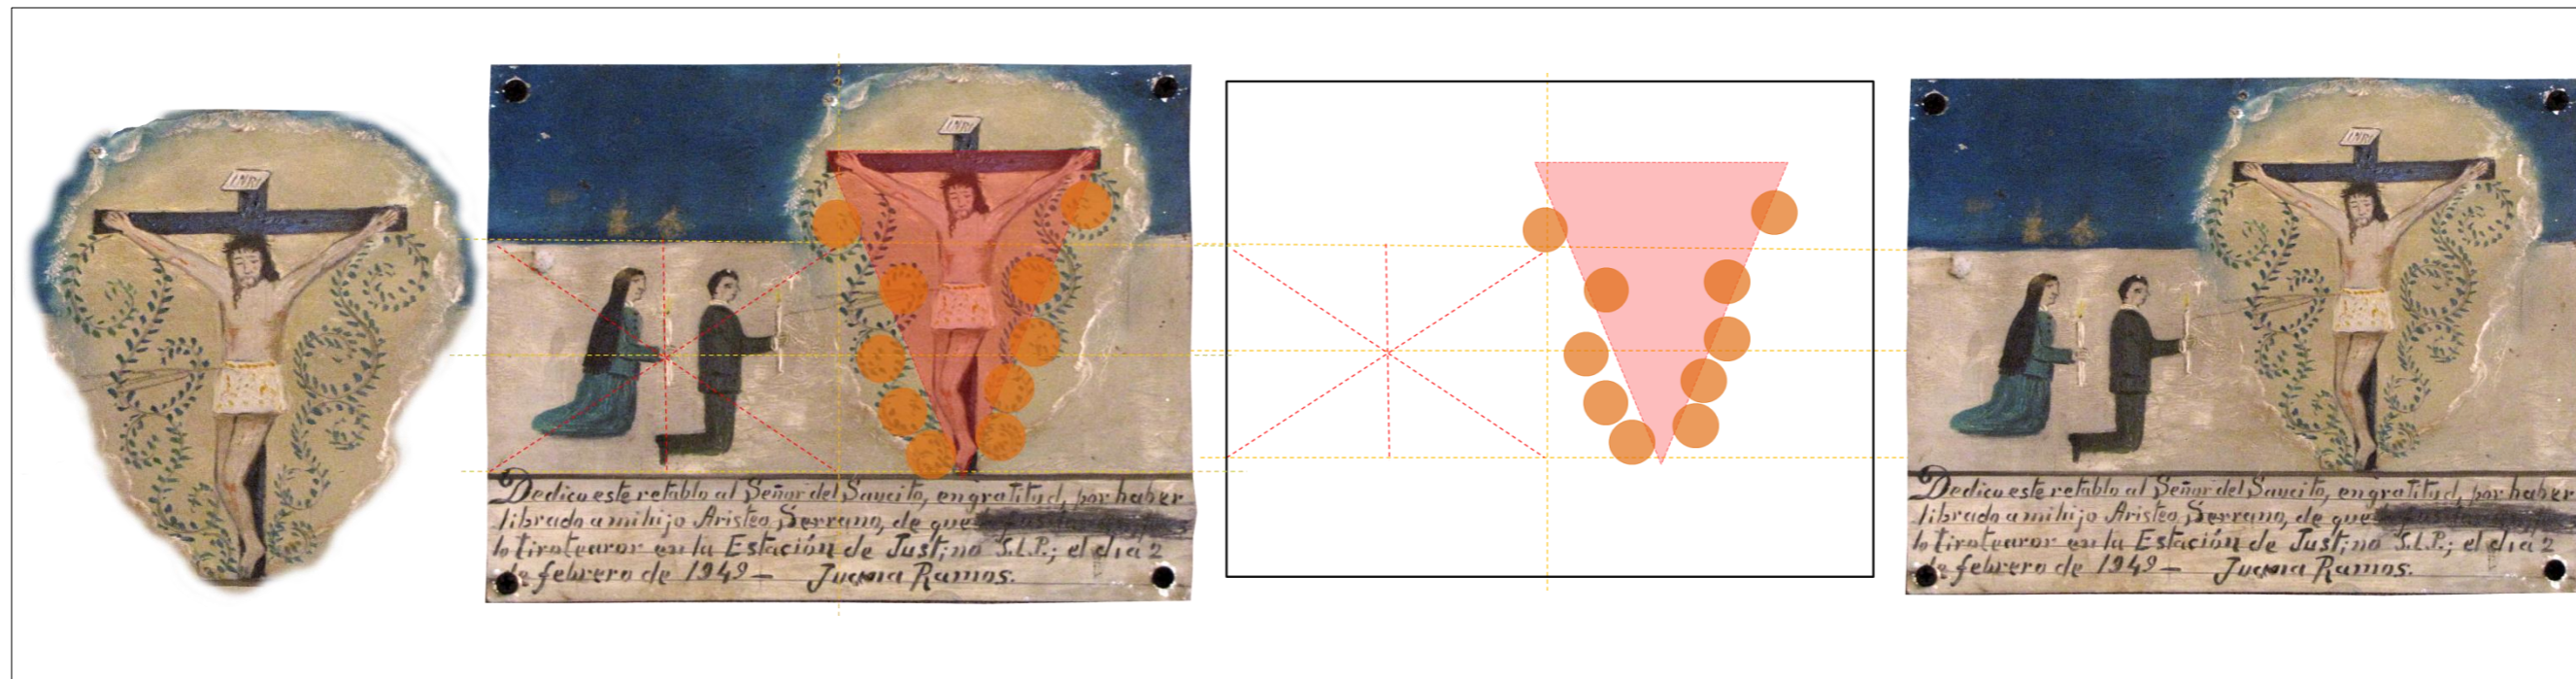 INRI
INRI
Dedico este retablo al Señor del Saucito, en gratitud, por haber
librado a mi hijo Aristeo Serrano, de que
lo tirotearor en la Estación de Justino S.L.P.; el dia 2
de febrero de 1949 — Juana Ramos.
INRI
Dedico este retablo al Señor del Saucito, en gratitud, por haber
librado a mi hijo Aristeo Serrano, de que
lo tirotearor en la Estación de Justino S.L.P.; el dia 2
de febrero de 1949 — Juana Ramos.